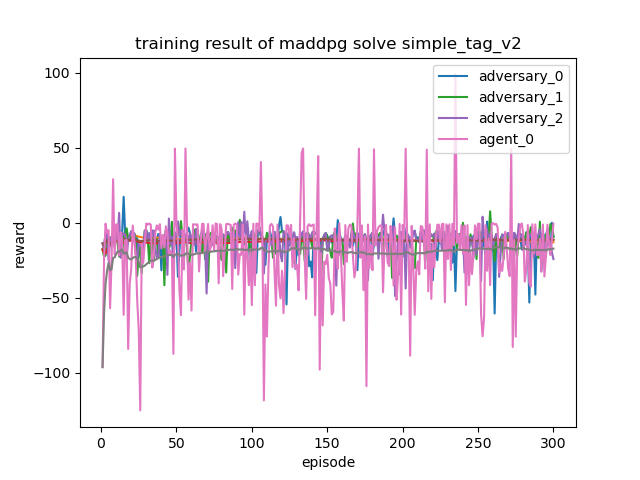 training result of maddpg solve simple_tag_v2
adversary_0
adversary_1
adversary_2
agent_0
100
50
0
−50
−100
reward
0 50 100 150 200 250 300
episode